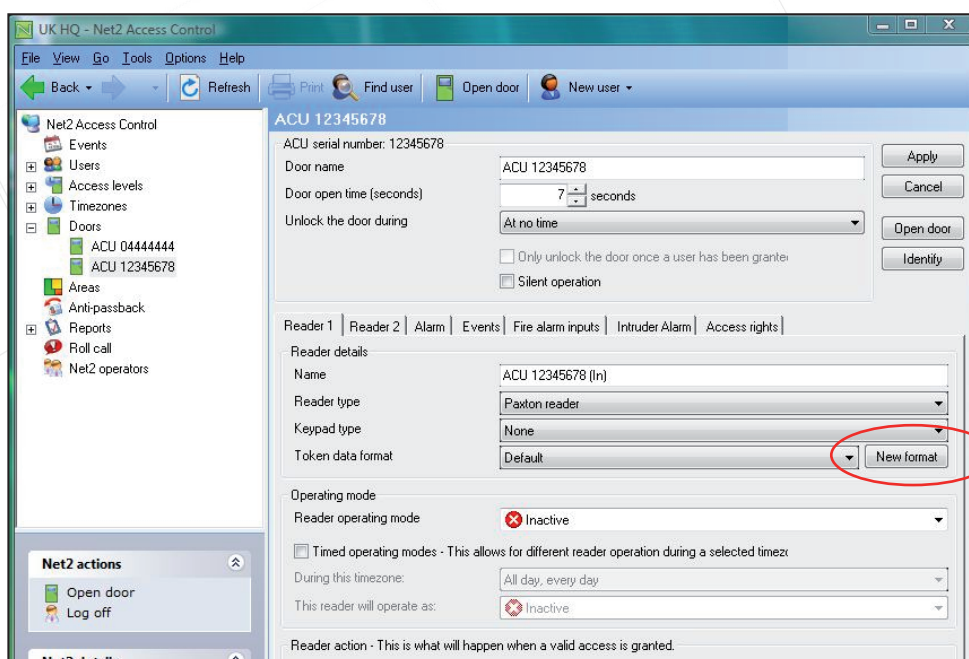 UK HQ - Net2 Access Control
File View Go Tools Options Help
Back Refresh Print Find user Open door New user
Net2 Access Control
Events
Users
Access levels
Timezones
Doors
ACU 04444444
ACU 12345678
Areas
Anti-passback
Reports
Roll call
Net2 operators
Net2 actions
Open door
Log off
ACU 12345678
ACU serial number: 12345678
Door name ACU 12345678
Door open time (seconds) 7 seconds
Unlock the door during At no time
Only unlock the door once a user has been
Silent operation
Apply
Cancel
Open door
Identify
Reader 1 Reader 2 Alarm Events Fire alarm inputs Intruder Alarm Access rights
Reader details
Name ACU 12345678 (In)
Reader type Paxton reader
Keypad type None
Token data format Default New format
Operating mode
Reader operating mode Inactive
Timed operating modes - This allows for different reader operation during a selected
During this timezone: All day, every day
This reader will operate as: Inactive
Reader action - This is what will happen when a valid access is granted.